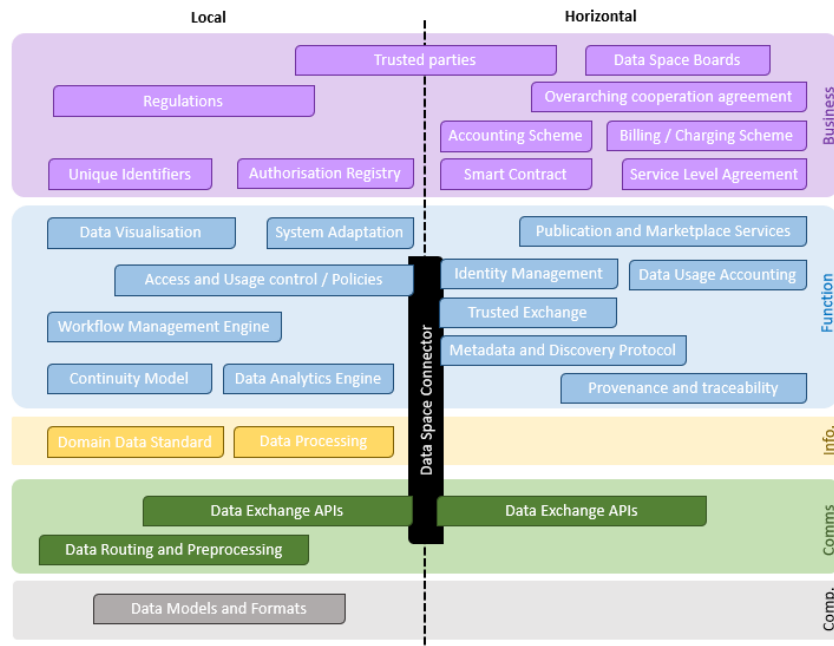 Local
Horizontal
Trusted parties
Data Space Boards
Regulations
Overarching cooperation agreement
Accounting Scheme
Billing / Charging Scheme
Unique Identifiers
Authorisation Registry
Smart Contract
Service Level Agreement
Business
Data Visualisation
System Adaptation
Publication and Marketplace Services
Access and Usage control / Policies
Identity Management
Data Usage Accounting
Workflow Management Engine
Trusted Exchange
Metadata and Discovery Protocol
Continuity Model
Data Analytics Engine
Provenance and traceability
Function
Data Space Connector
Domain Data Standard
Data Processing
Info.
Data Exchange APIs
Data Exchange APIs
Data Routing and Preprocessing
Comms
Data Models and Formats
Comp.